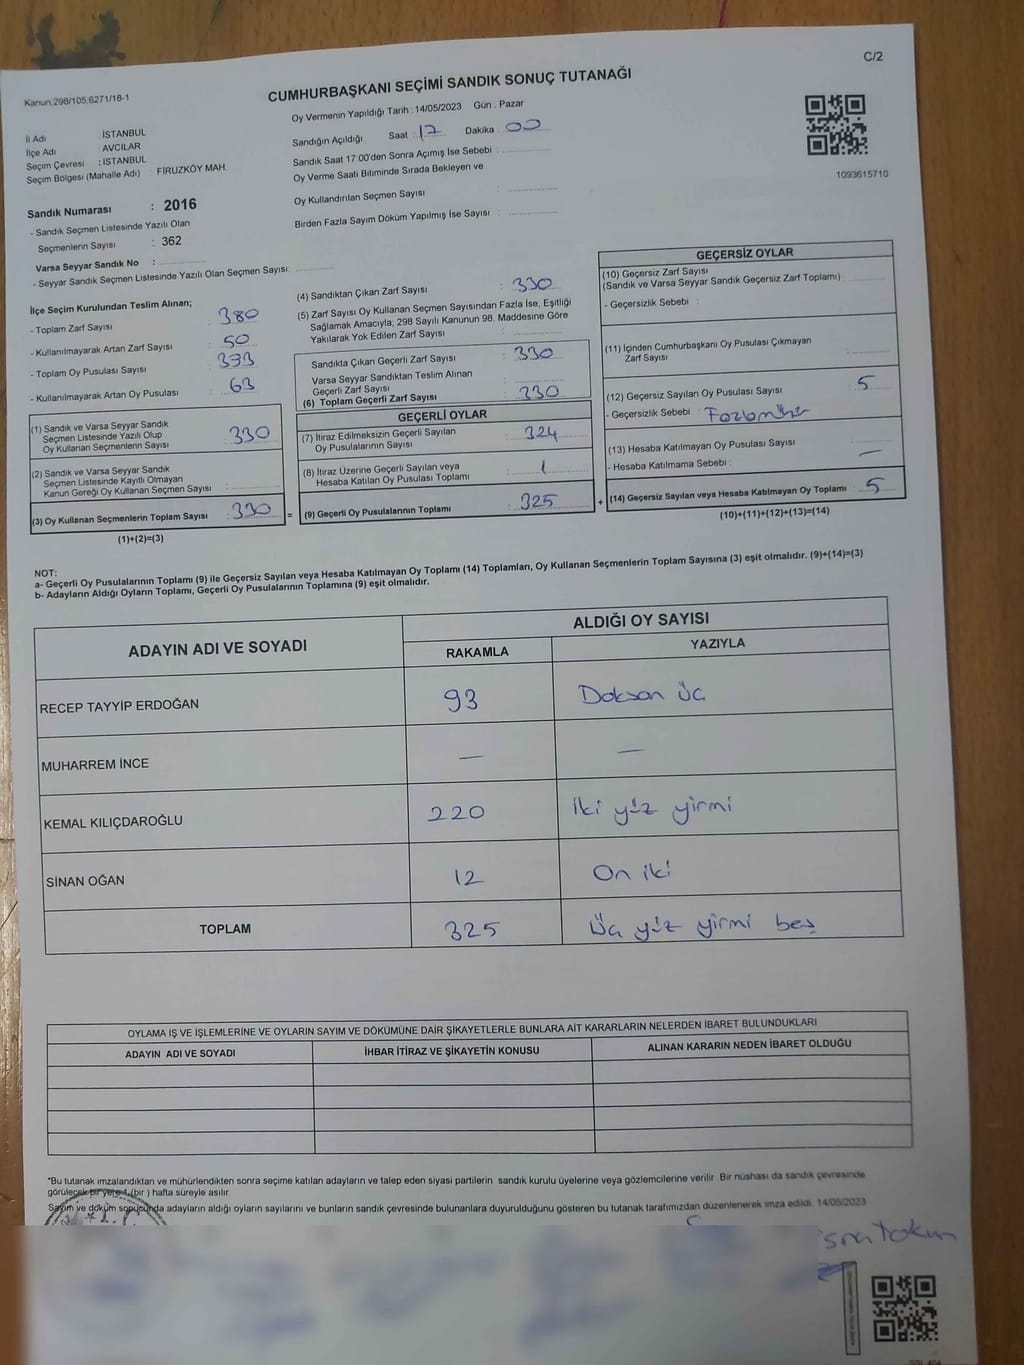 C/2
Kanun;298/105,6271/18-1
CUMHURBAŞKANI SEÇİMİ SANDIK SONUÇ TUTANAĞI
Oy Vermenin Yapıldığı Tarih : 14/05/2023 Gün : Pazar
İl Adı İSTANBUL
İlçe Adı : AVCILAR
Seçim Çevresi : İSTANBUL
Seçim Bölgesi (Mahalle Adı) FİRUZKÖY MAH.
Sandığın Açıldığı Saat : 17 Dakika : 00
Sandık Saat 17:00'den Sonra Açımış İse Sebebi :
Oy Verme Saati Bitiminde Sırada Bekleyen ve
Oy Kullandırılan Seçmen Sayısı :
Birden Fazla Sayım Döküm Yapılmış İse Sayısı :
1093615710
Sandık Numarası : 2016
- Sandık Seçmen Listesinde Yazılı Olan
Seçmenlerin Sayısı : 362
Varsa Seyyar Sandık No :
- Seyyar Sandık Seçmen Listesinde Yazılı Olan Seçmen Sayısı:
İlçe Seçim Kurulundan Teslim Alınan;
- Toplam Zarf Sayısı : 380
- Kullanılmayarak Artan Zarf Sayısı : 50
- Toplam Oy Pusulası Sayısı : 393
- Kullanılmayarak Artan Oy Pusulası : 63
(1) Sandık ve Varsa Seyyar Sandık
Seçmen Listesinde Yazılı Olup
Oy Kullanan Seçmenlerin Sayısı : 330
(2) Sandık ve Varsa Seyyar Sandık
Seçmen Listesinde Kayıtlı Olmayan
Kanun Gereği Oy Kullanan Seçmen Sayısı :
(3) Oy Kullanan Seçmenlerin Toplam Sayısı : 330 =
(1)+(2)=(3)
(4) Sandıktan Çıkan Zarf Sayısı : 330
(5) Zarf Sayısı Oy Kullanan Seçmen Sayısından Fazla İse, Eşitliği
Sağlamak Amacıyla; 298 Sayılı Kanunun 98. Maddesine Göre
Yakılarak Yok Edilen Zarf Sayısı :
Sandıkta Çıkan Geçerli Zarf Sayısı : 330
Varsa Seyyar Sandıktan Teslim Alınan
Geçerli Zarf Sayısı :
(6) Toplam Geçerli Zarf Sayısı : 330
GEÇERLİ OYLAR
(7) İtiraz Edilmeksizin Geçerli Sayılan
Oy Pusulalarının Sayısı : 324
(8) İtiraz Üzerine Geçerli Sayılan veya
Hesaba Katılan Oy Pusulası Toplamı : 1
(9) Geçerli Oy Pusulalarının Toplamı : 325 +
GEÇERSİZ OYLAR
(10) Geçersiz Zarf Sayısı
(Sandık ve Varsa Seyyar Sandık Geçersiz Zarf Toplamı)
- Geçersizlik Sebebi :
(11) İçinden Cumhurbaşkanı Oy Pusulası Çıkmayan
Zarf Sayısı :
(12) Geçersiz Sayılan Oy Pusulası Sayısı : 5
- Geçersizlik Sebebi :
(13) Hesaba Katılmayan Oy Pusulası Sayısı :
- Hesaba Katılmama Sebebi : —
(14) Geçersiz Sayılan veya Hesaba Katılmayan Oy Toplamı 5
(10)+(11)+(12)+(13)=(14)
NOT:
a- Geçerli Oy Pusulalarının Toplamı (9) ile Geçersiz Sayılan veya Hesaba Katılmayan Oy Toplamı (14) Toplamları, Oy Kullanan Seçmenlerin Toplam Sayısına (3) eşit olmalıdır. (9)+(14)=(3)
b- Adayların Aldığı Oyların Toplamı, Geçerli Oy Pusulalarının Toplamına (9) eşit olmalıdır.
ADAYIN ADI VE SOYADI
ALDIĞI OY SAYISI
RAKAMLA YAZIYLA
RECEP TAYYİP ERDOĞAN 93 Doksan üç
MUHARREM İNCE — —
KEMAL KILIÇDAROĞLU 220 İki yüz yirmi
SİNAN OĞAN 12 On iki
TOPLAM 325 Üç yüz yirmi beş
OYLAMA İŞ VE İŞLEMLERİNE VE OYLARIN SAYIM VE DÖKÜMÜNE DAİR ŞİKAYETLERLE BUNLARA AİT KARARLARIN NELERDEN İBARET BULUNDUKLARI
ADAYIN ADI VE SOYADI İHBAR İTİRAZ VE ŞİKAYETİN KONUSU ALINAN KARARIN NEDEN İBARET OLDUĞU
*Bu tutanak imzalandıktan ve mühürlendikten sonra seçime katılan adayların ve talep eden siyasi partilerin sandık kurulu üyelerine veya gözlemcilerine verilir. Bir nüshası da sandık çevresinde
görülecek bir yere 1 (bir ) hafta süreyle asılır.
Sayım ve döküm sonucunda adayların aldığı oyların sayılarını ve bunların sandık çevresinde bulunanlara duyurulduğunu gösteren bu tutanak tarafımızdan düzenlenerek imza edildi. 14/05/2023